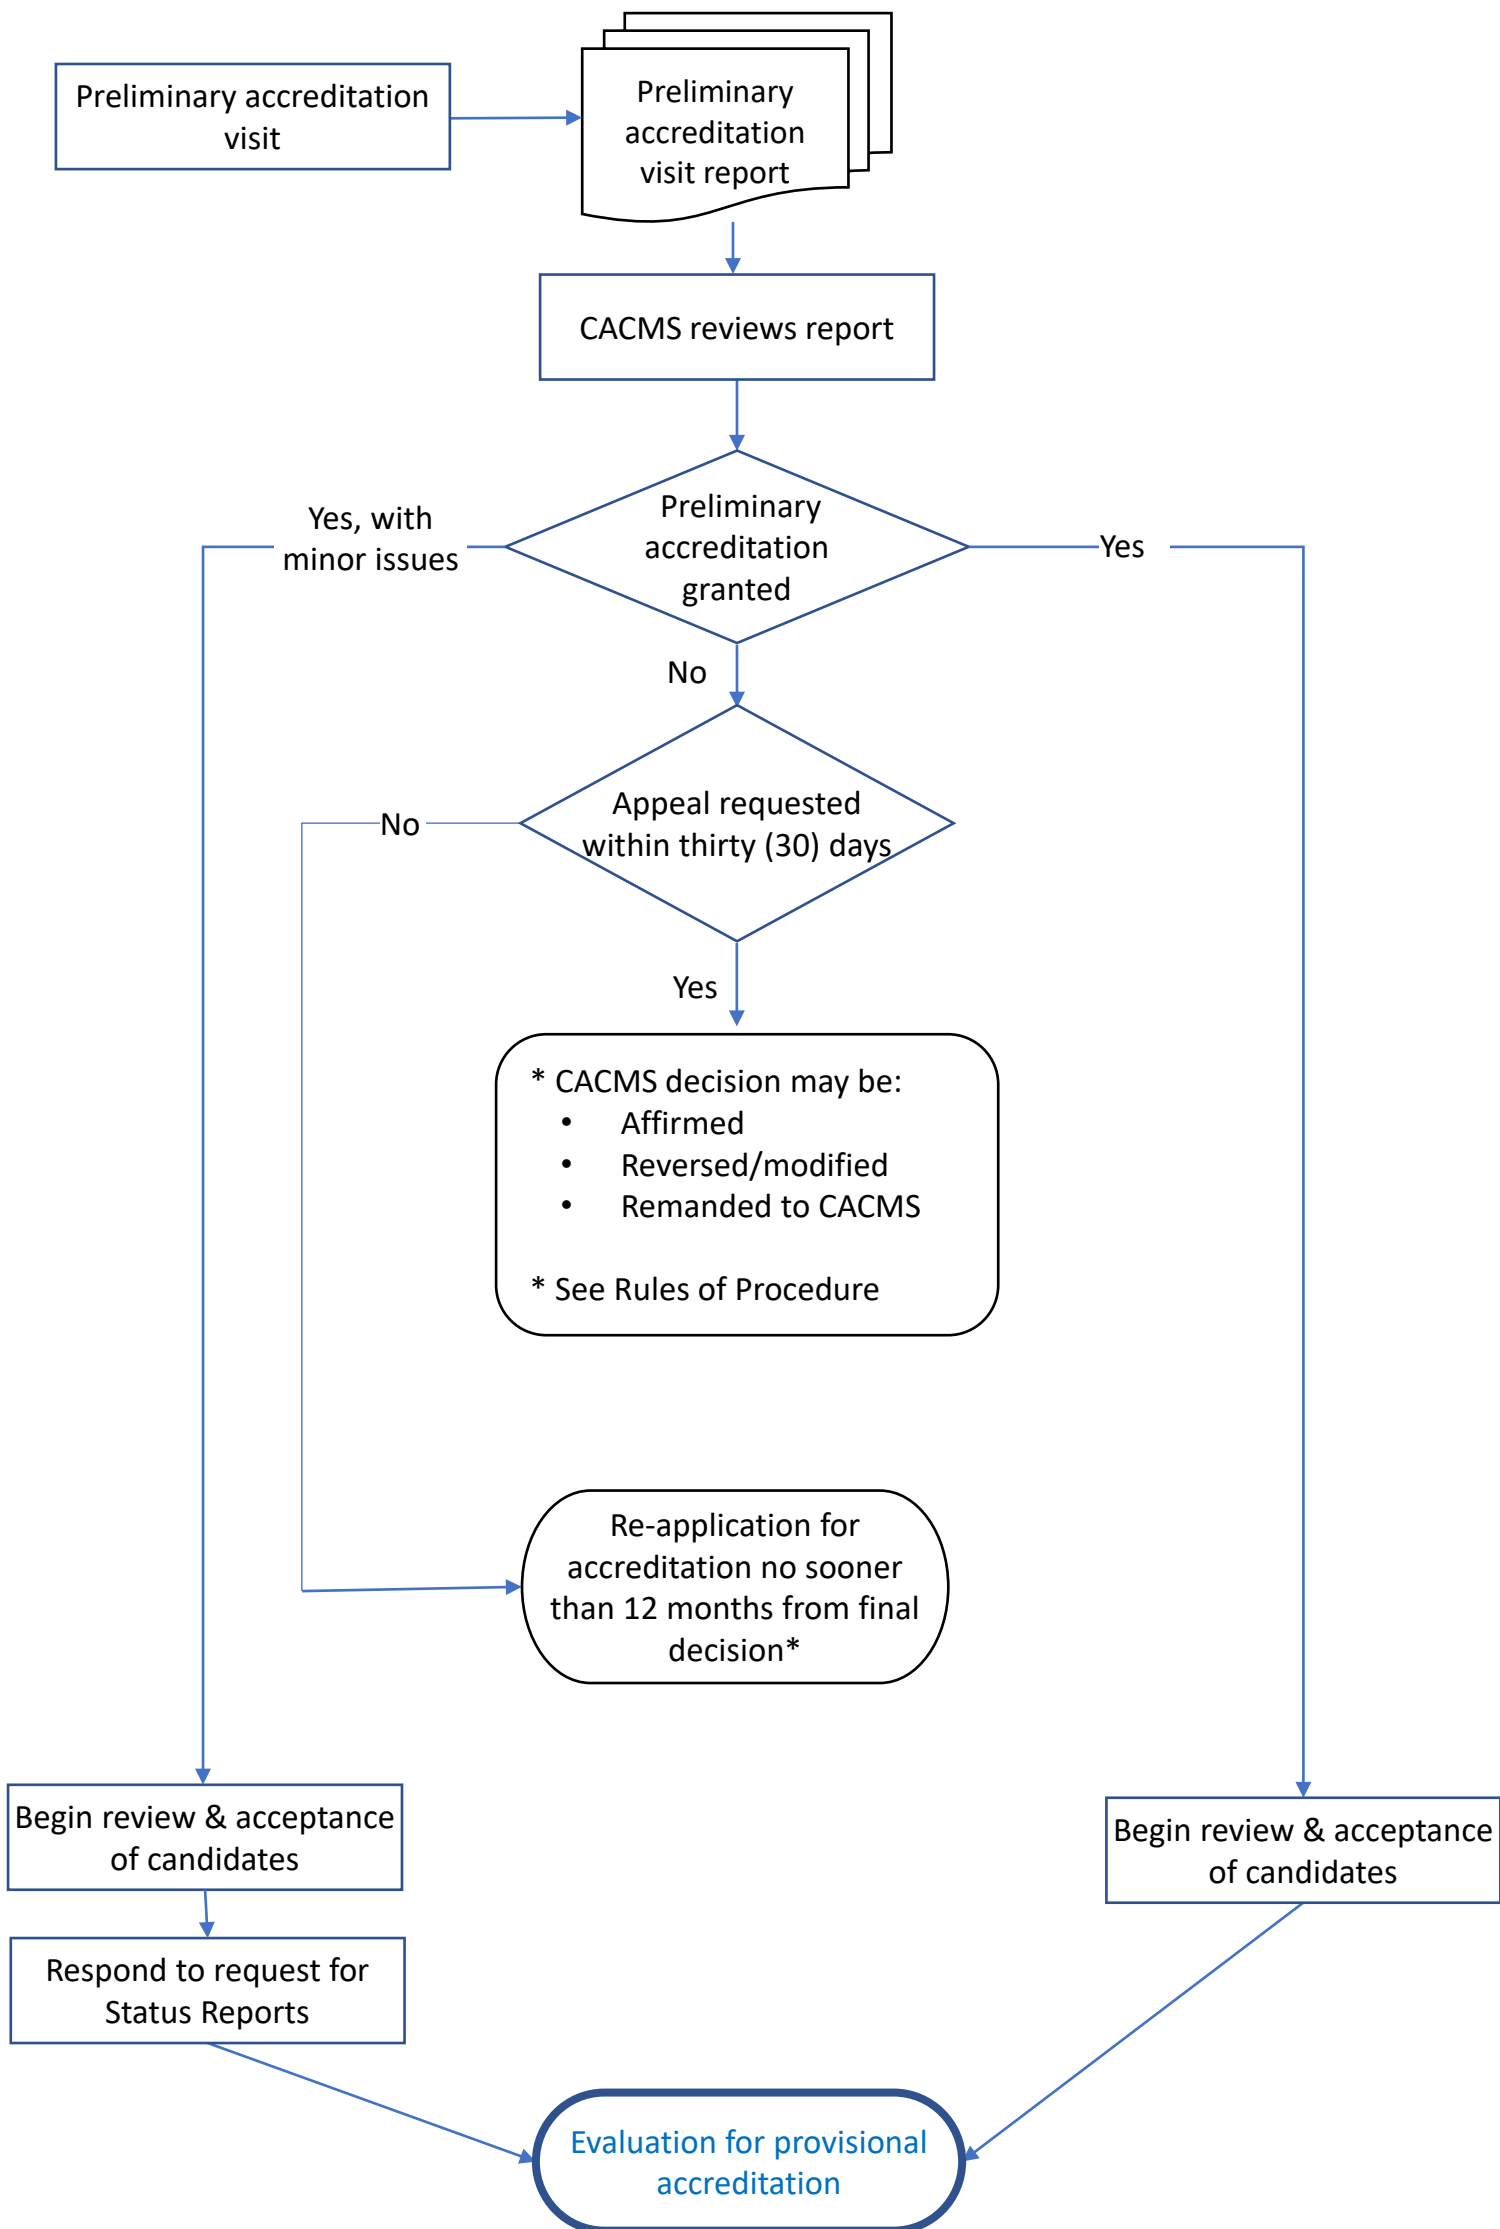 Preliminary accreditation
visit
Preliminary
accreditation
visit report
CACMS reviews report
Preliminary
accreditation
granted
Yes, with
minor issues
Yes
No
Appeal requested
within thirty (30) days
No
Yes
* CACMS decision may be:
• Affirmed
• Reversed/modified
• Remanded to CACMS
* See Rules of Procedure
Re-application for
accreditation no sooner
than 12 months from final
decision*
Begin review & acceptance
of candidates
Respond to request for
Status Reports
Begin review & acceptance
of candidates
Evaluation for provisional
accreditation